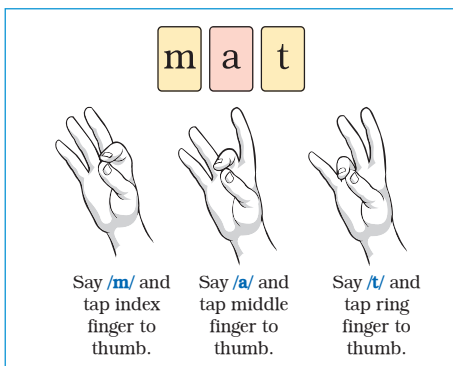 m a t
Say /m/ and Say /a/ and Say /t/ and
tap index tap middle tap ring
finger to finger to finger to
thumb. thumb. thumb.